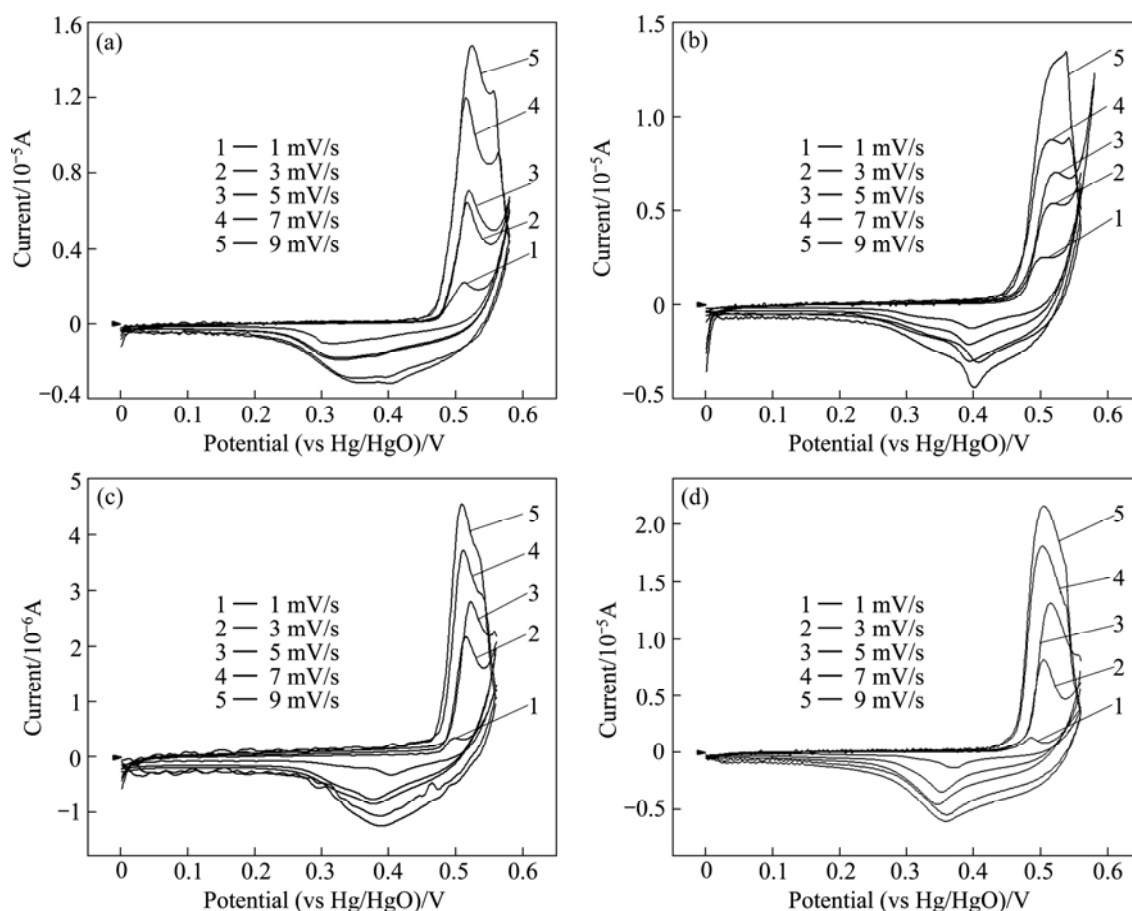 (a)
Current/10⁻⁵A
1.6
1.2
0.8
0.4
0
−0.4
1 — 1 mV/s
2 — 3 mV/s
3 — 5 mV/s
4 — 7 mV/s
5 — 9 mV/s
5
4
3
2
1
0 0.1 0.2 0.3 0.4 0.5 0.6
Potential (vs Hg/HgO)/V
(b)
Current/10⁻⁵A
1.5
1.0
0.5
0
−0.5
1 — 1 mV/s
2 — 3 mV/s
3 — 5 mV/s
4 — 7 mV/s
5 — 9 mV/s
5
4
3
2
1
0 0.1 0.2 0.3 0.4 0.5 0.6
Potential (vs Hg/HgO)/V
(c)
Current/10⁻⁶A
5
4
3
2
1
0
−1
1 — 1 mV/s
2 — 3 mV/s
3 — 5 mV/s
4 — 7 mV/s
5 — 9 mV/s
5
4
3
2
1
0 0.1 0.2 0.3 0.4 0.5 0.6
Potential (vs Hg/HgO)/V
(d)
Current/10⁻⁵A
2.0
1.5
1.0
0.5
0
−0.5
1 — 1 mV/s
2 — 3 mV/s
3 — 5 mV/s
4 — 7 mV/s
5 — 9 mV/s
5
4
3
2
1
0 0.1 0.2 0.3 0.4 0.5 0.6
Potential (vs Hg/HgO)/V